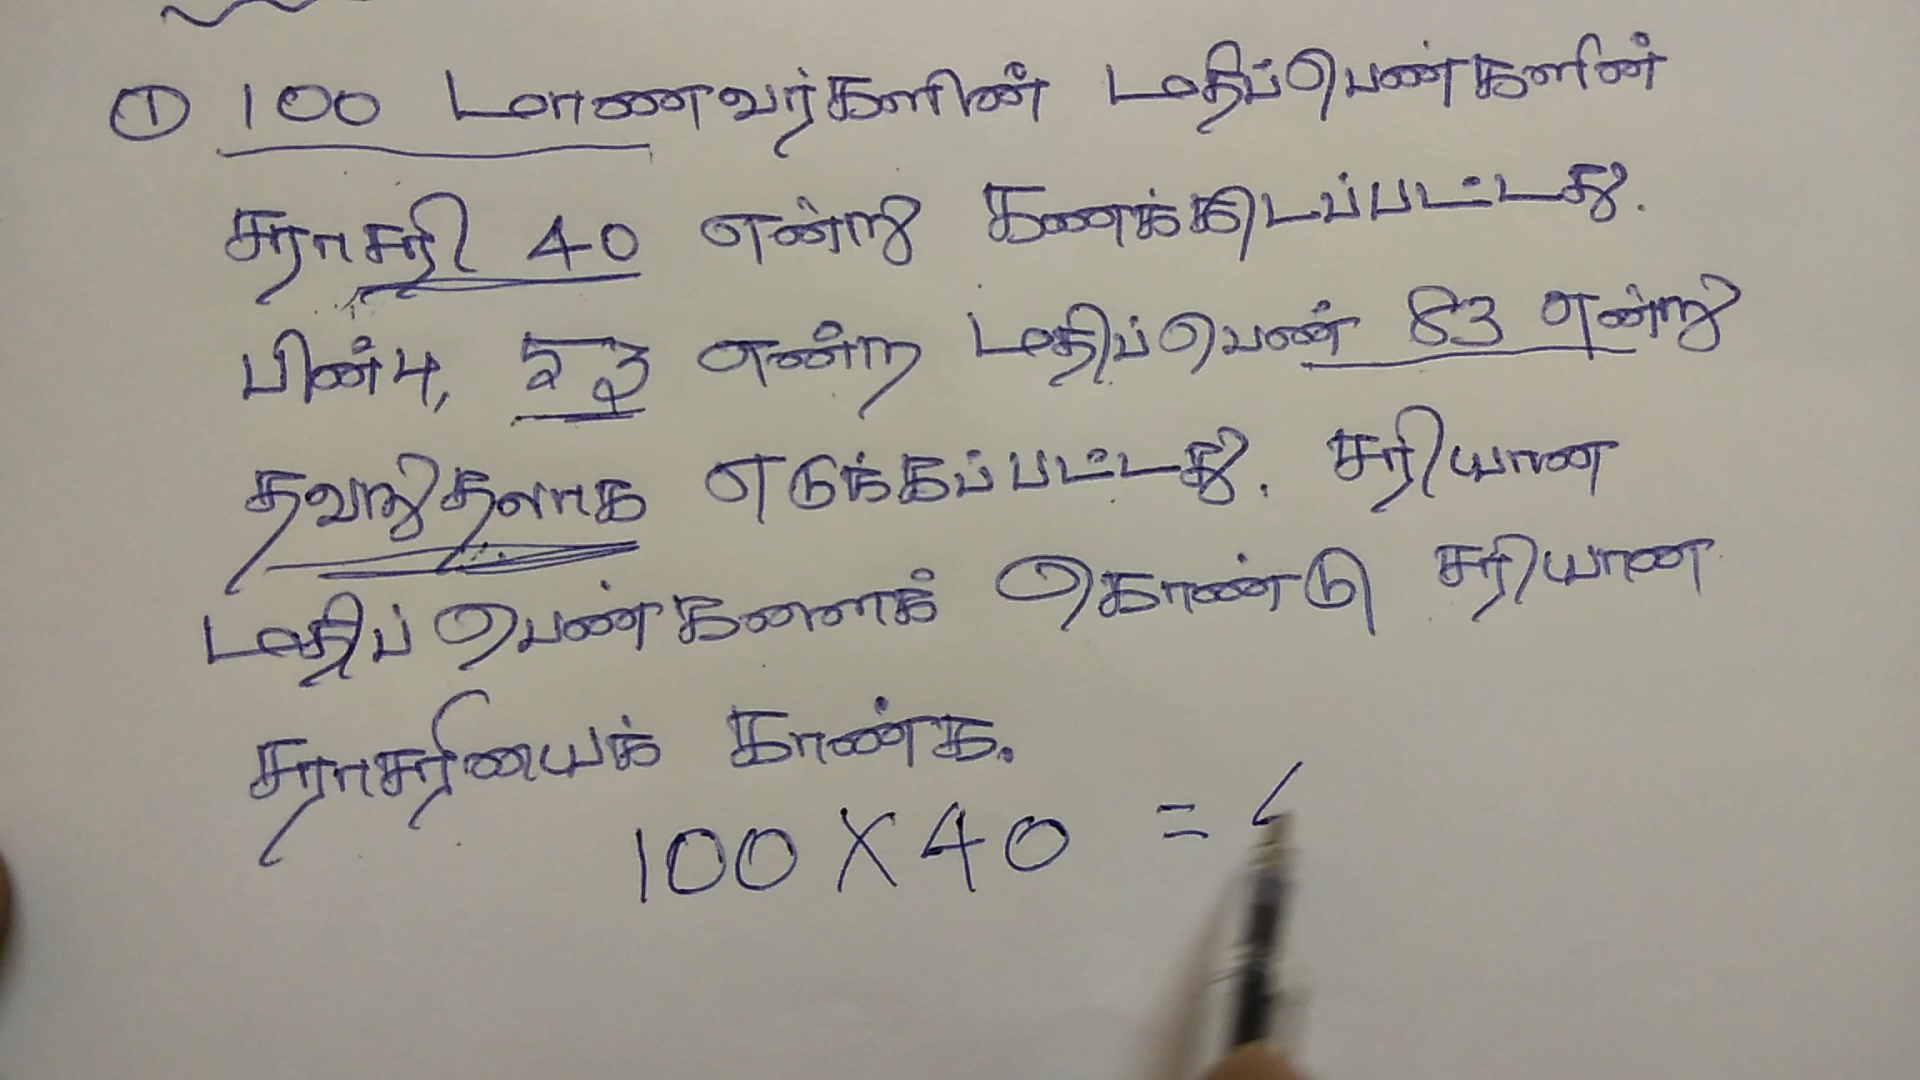 ① 100 மாணவர்களின் மதிப்பெண்களின்
சராசரி 40 என்று கணக்கிடப்பட்டது.
பின்பு, 53 என்ற மதிப்பெண் 83 என்று
தவறுதலாக எடுக்கப்பட்டது. சரியான
மதிப்பெண்களைக் கொண்டு சரியான
சராசரியைக் காண்க.
100 X 40 =